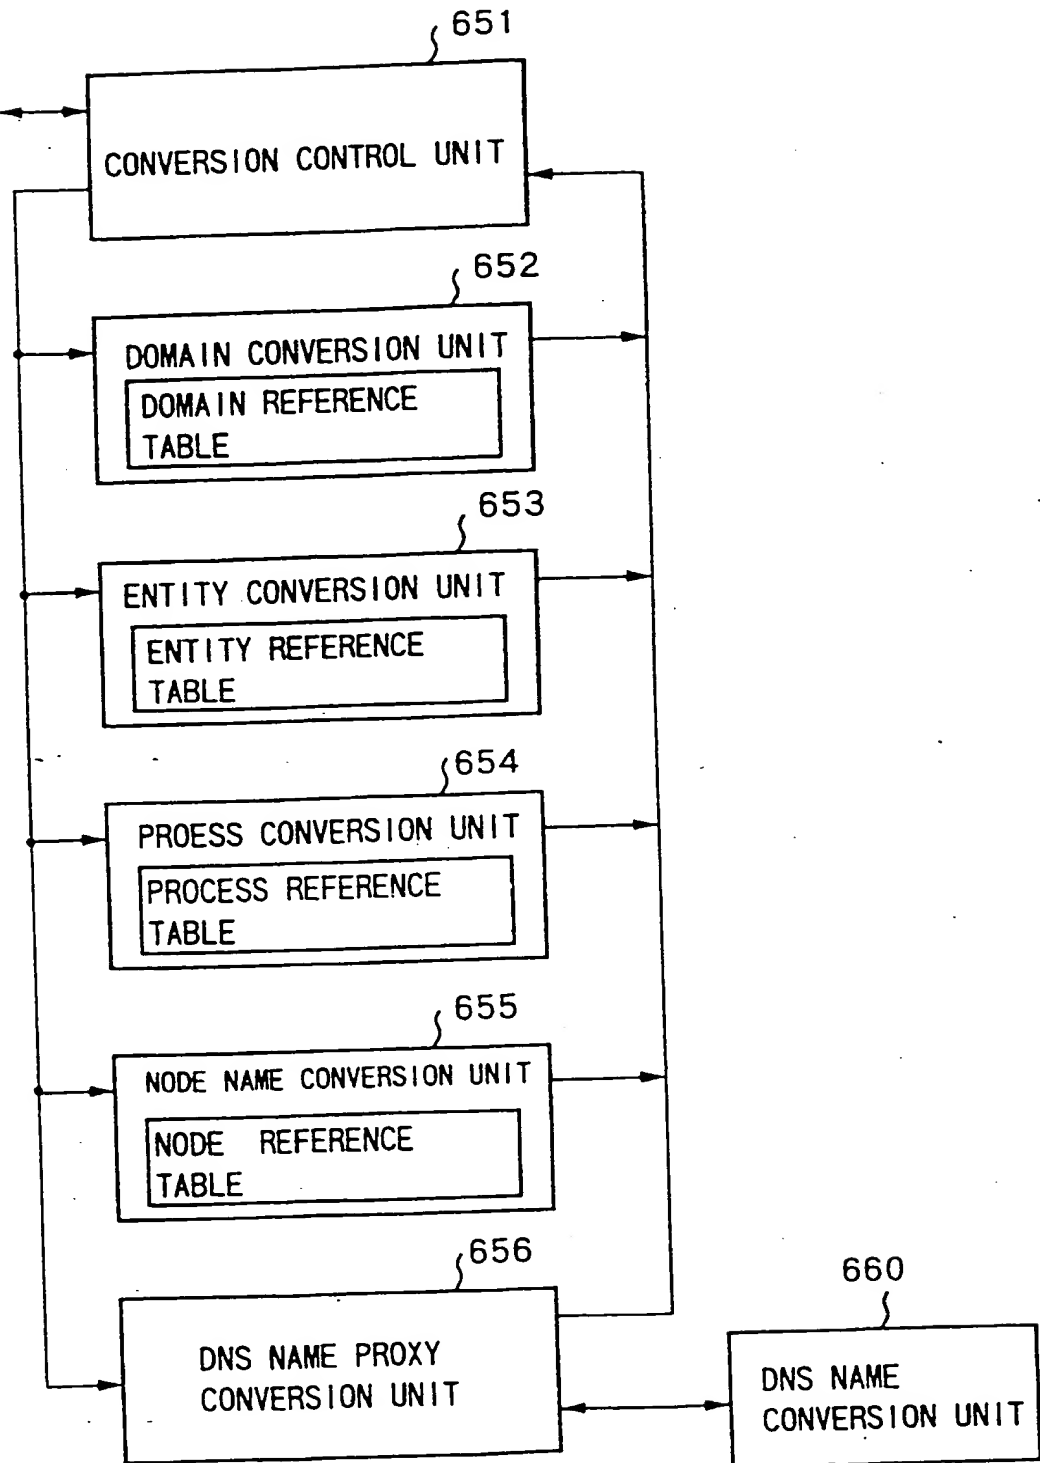 651
CONVERSION CONTROL UNIT
652
DOMAIN CONVERSION UNIT
DOMAIN REFERENCE
TABLE
653
ENTITY CONVERSION UNIT
ENTITY REFERENCE
TABLE
654
PROESS CONVERSION UNIT
PROCESS REFERENCE
TABLE
655
NODE NAME CONVERSION UNIT
NODE REFERENCE
TABLE
656
DNS NAME PROXY
CONVERSION UNIT
660
DNS NAME
CONVERSION UNIT